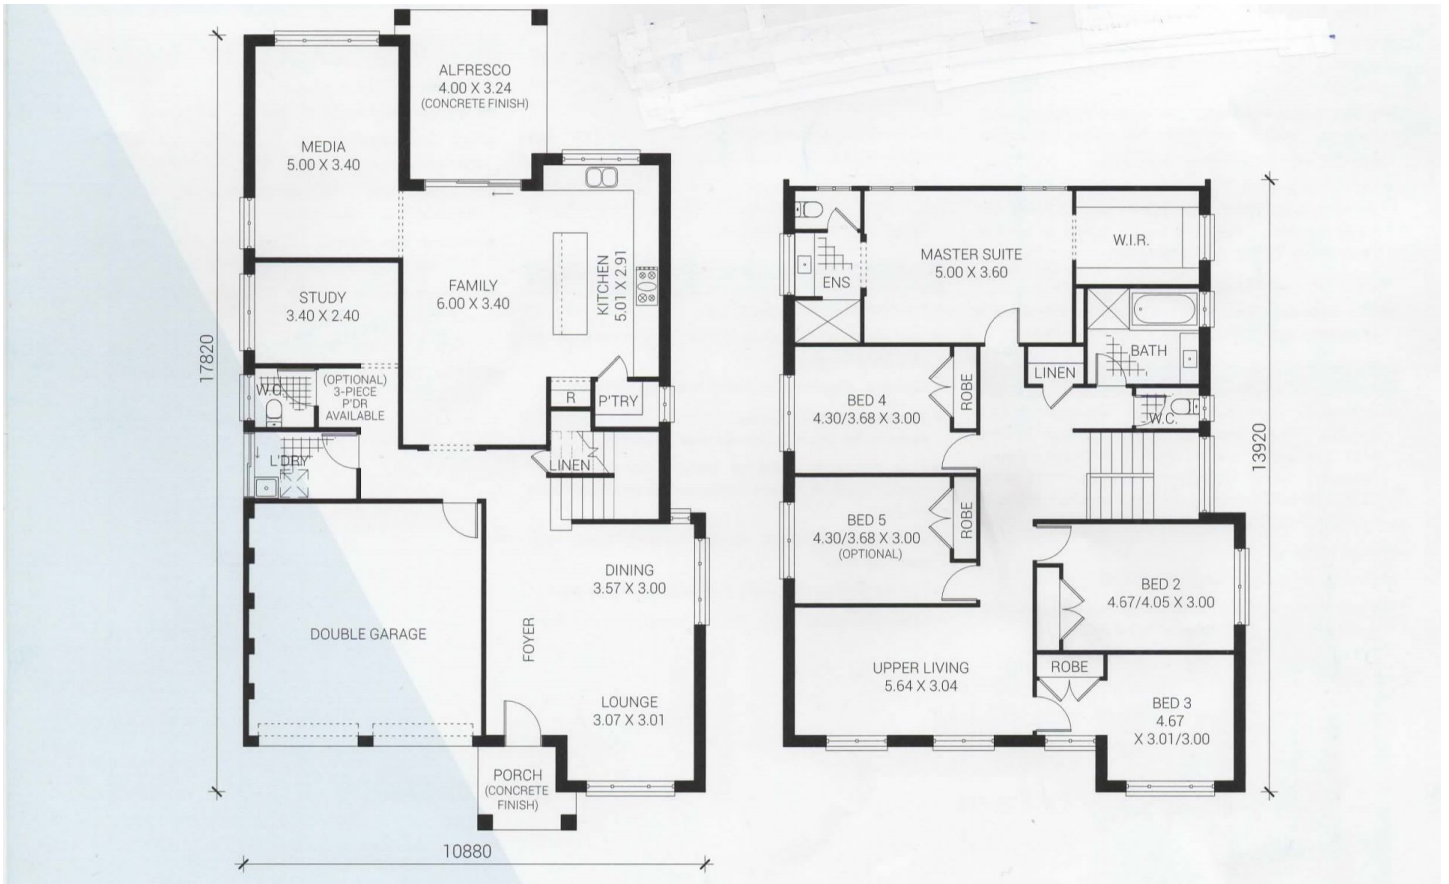 ALFRESCO
4.00 X 3.24
(CONCRETE FINISH)
MEDIA
5.00 X 3.40
STUDY
3.40 X 2.40
FAMILY
6.00 X 3.40
KITCHEN
5.01 X 2.91
W.C.
(OPTIONAL)
3-PIECE
P'DR
AVAILABLE
R
P'TRY
L'DRY
LINEN
DOUBLE GARAGE
FOYER
DINING
3.57 X 3.00
LOUNGE
3.07 X 3.01
PORCH
(CONCRETE
FINISH)
17820
10880
ENS
MASTER SUITE
5.00 X 3.60
W.I.R.
BATH
LINEN
W.C.
BED 4
4.30/3.68 X 3.00
ROBE
BED 5
4.30/3.68 X 3.00
(OPTIONAL)
ROBE
BED 2
4.67/4.05 X 3.00
UPPER LIVING
5.64 X 3.04
ROBE
BED 3
4.67
X 3.01/3.00
13920